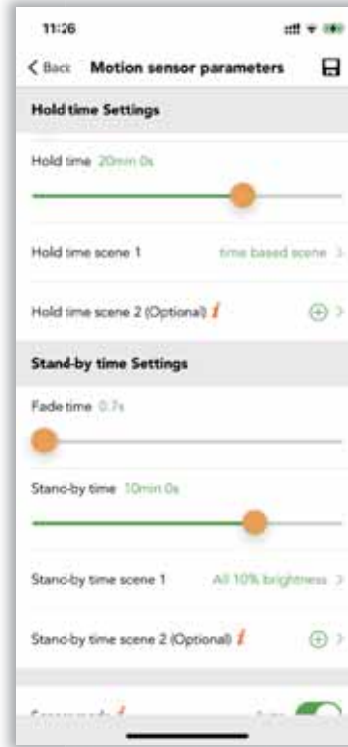 11:26
Back Motion sensor parameters
Hold time Settings
Hold time 20min 0s
Hold time scene 1 time based scene
Hold time scene 2 (Optional) i
Stand-by time Settings
Fade time 0.7s
Stand-by time 10min 0s
Stand-by time scene 1 All 10% brightness
Stand-by time scene 2 (Optional) i